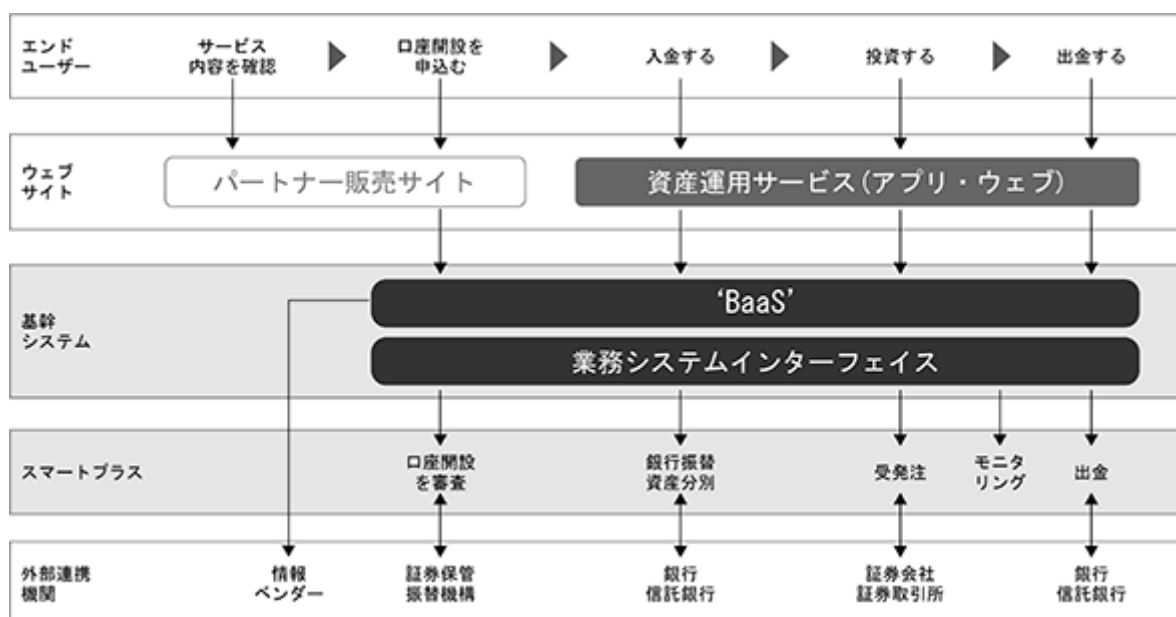 エンド
ユーザー
サービス
内容を確認
口座開設を
申込む
入金する
投資する
出金する
ウェブ
サイト
パートナー販売サイト
資産運用サービス(アプリ・ウェブ)
基幹
システム
‘BaaS’
業務システムインターフェイス
スマートプラス
口座開設
を審査
銀行振替
資産分別
受発注
モニタ
リング
出金
外部連携
機関
情報
ベンダー
証券保管
振替機構
銀行
信託銀行
証券会社
証券取引所
銀行
信託銀行